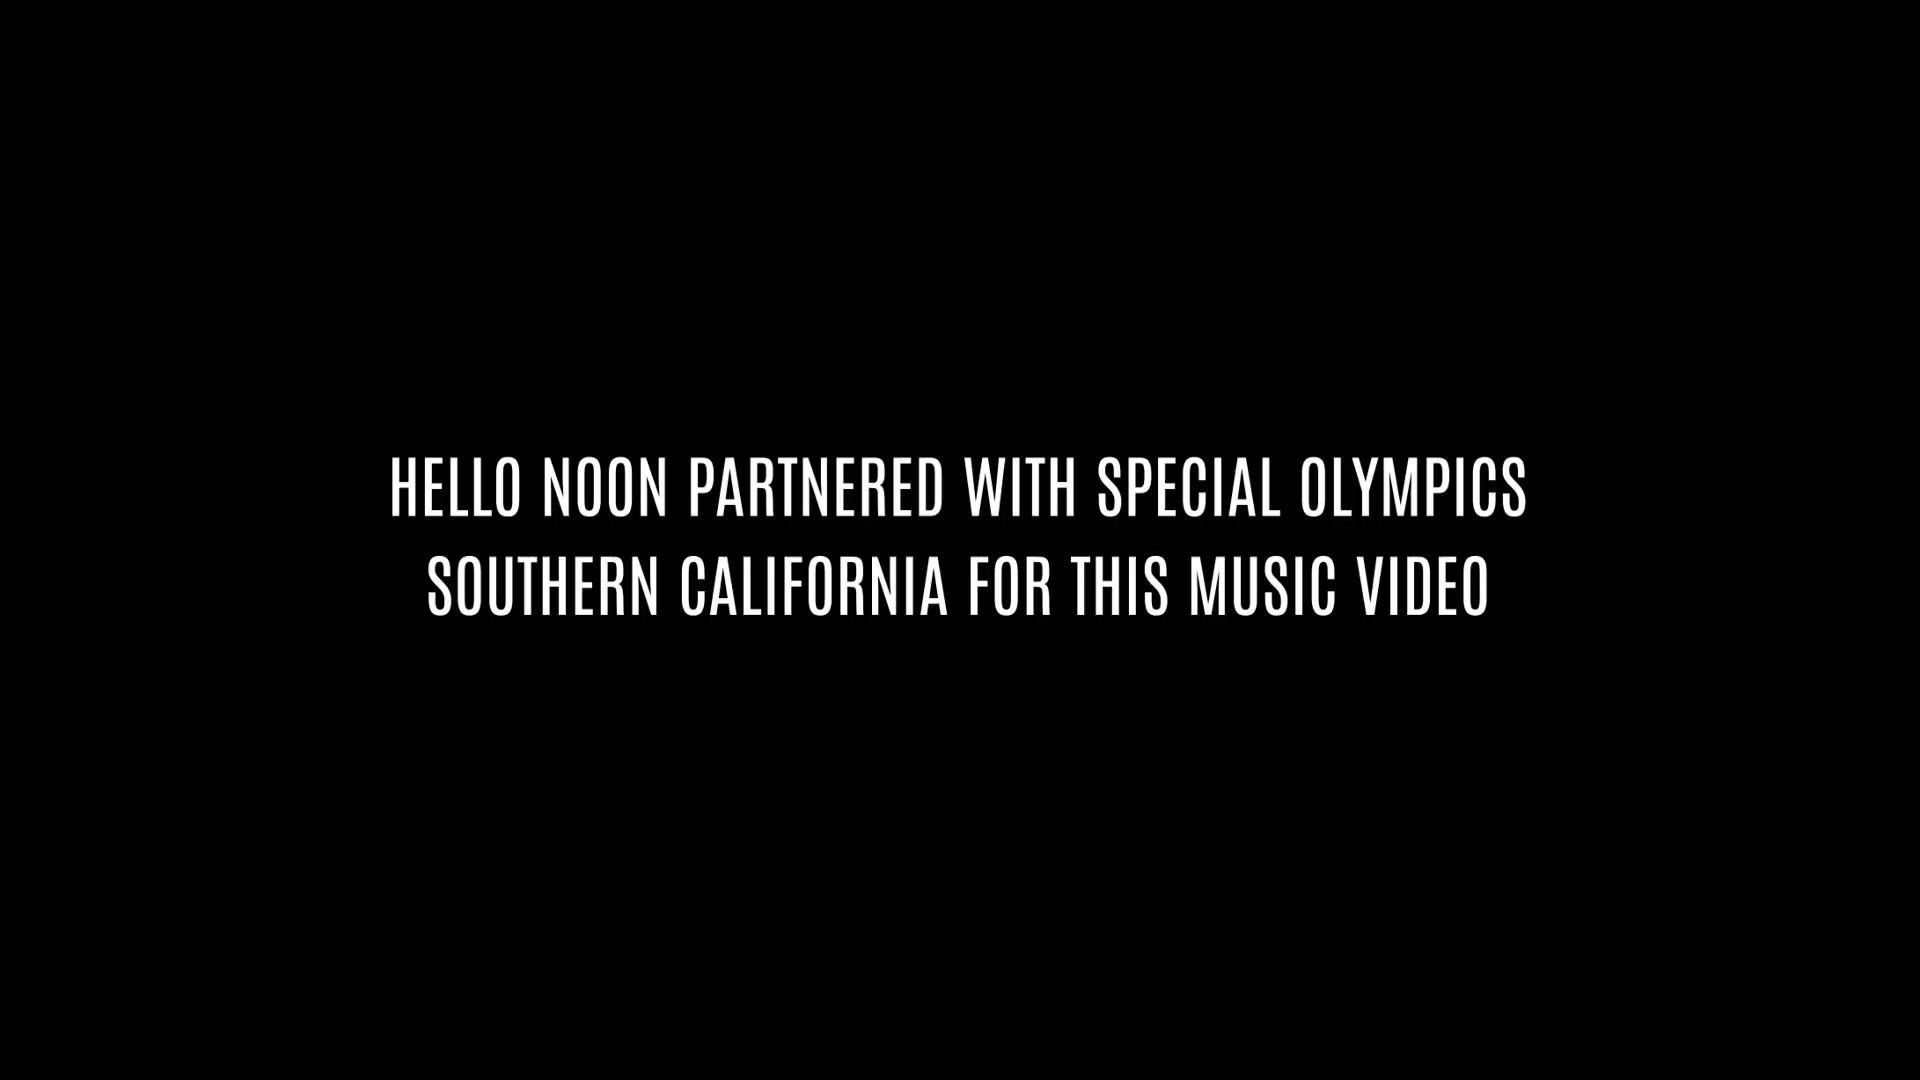 HELLO NOON PARTNERED WITH SPECIAL OLYMPICS
SOUTHERN CALIFORNIA FOR THIS MUSIC VIDEO